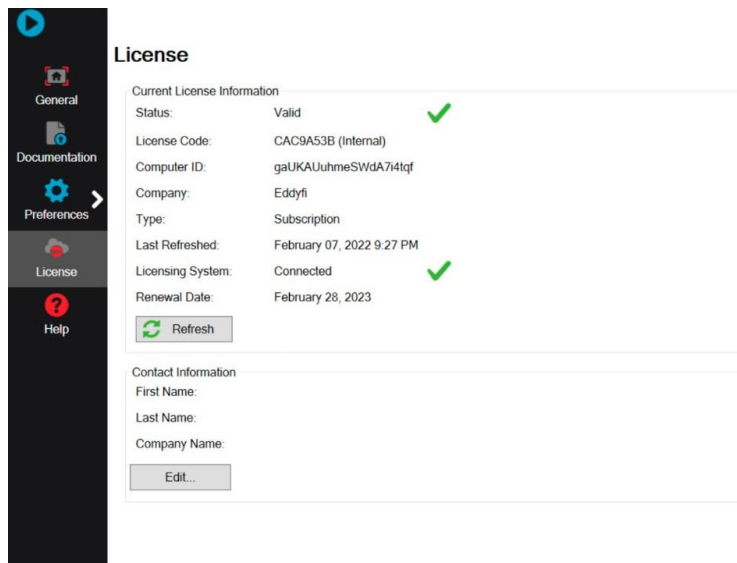 License
General
Documentation
Preferences
License
Help
Current License Information
Status: Valid
License Code: CAC9A53B (Internal)
Computer ID: gaUKAUuhmeSWdA7i4tqf
Company: Eddyfi
Type: Subscription
Last Refreshed: February 07, 2022 9:27 PM
Licensing System: Connected
Renewal Date: February 28, 2023
Refresh
Contact Information
First Name:
Last Name:
Company Name:
Edit...